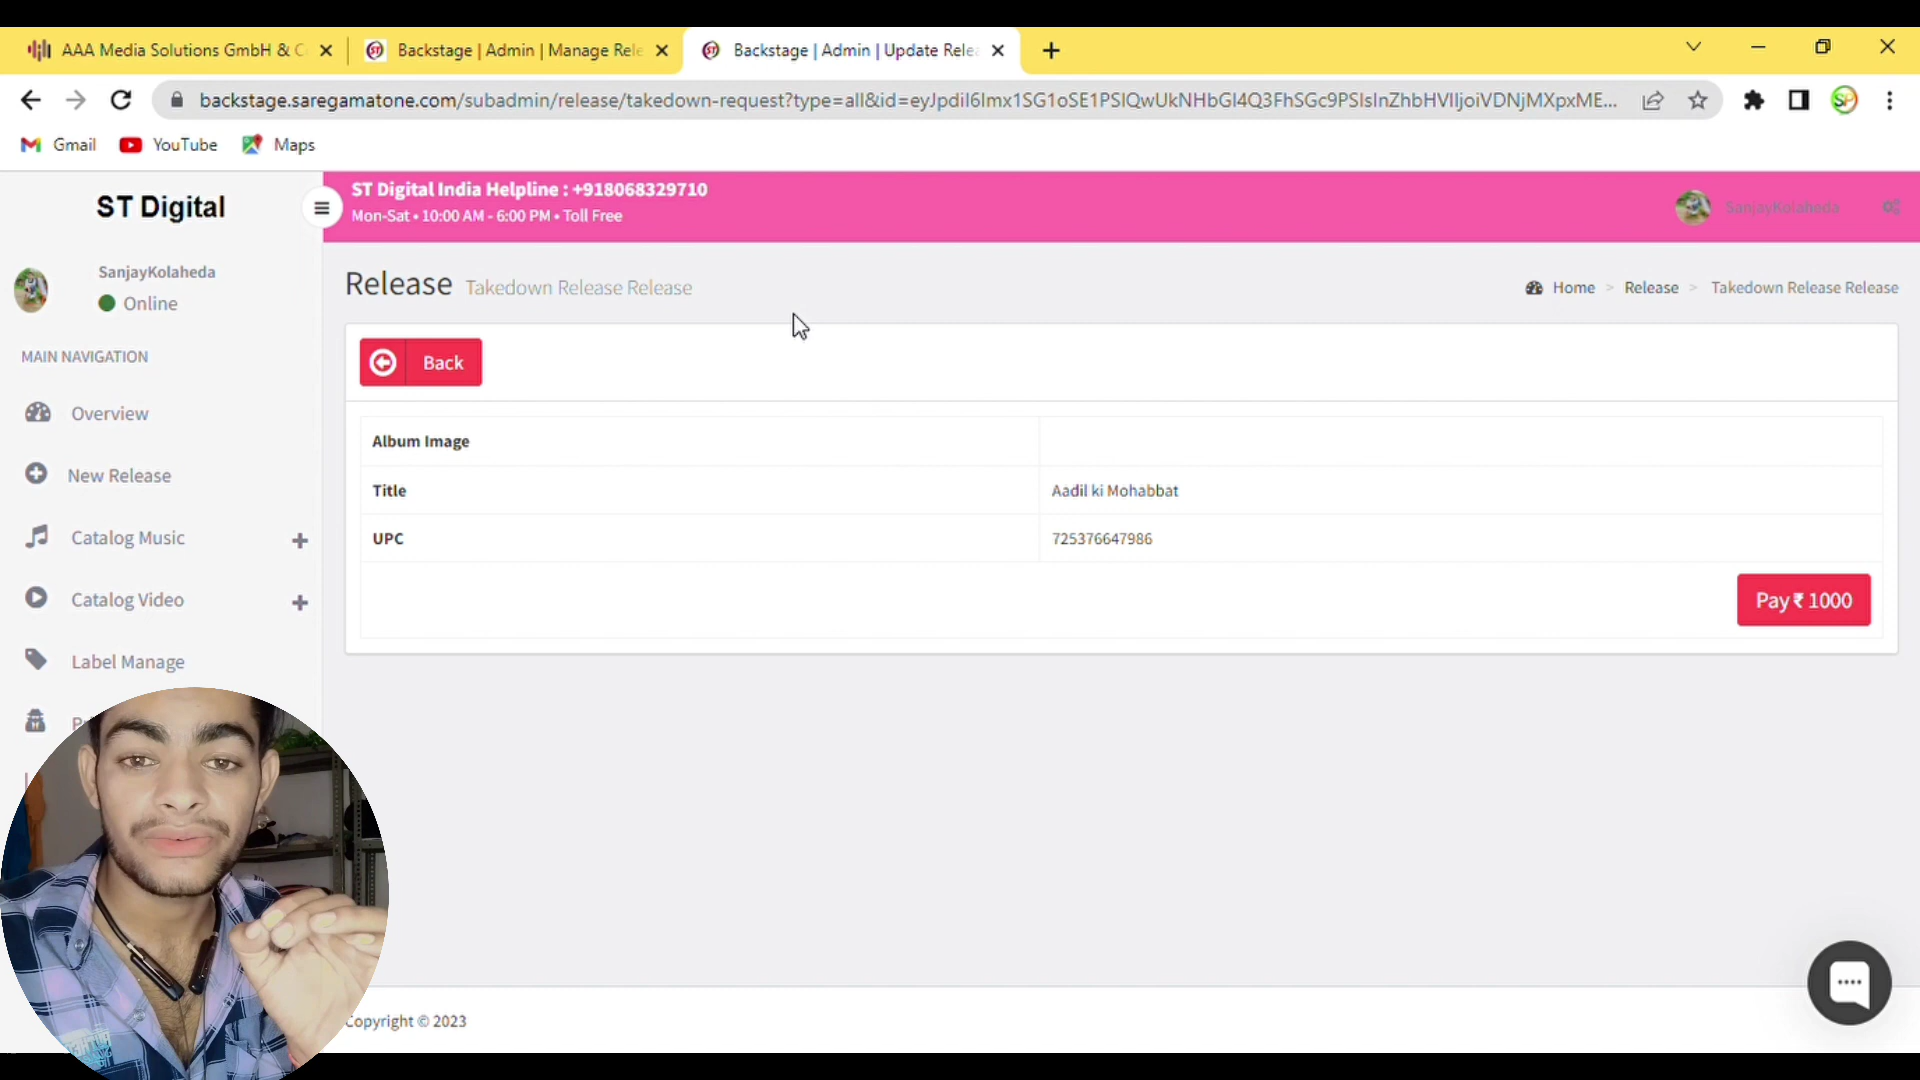 AAA Media Solutions GmbH & C
Backstage | Admin | Manage Rele
Backstage | Admin | Update Rele
backstage.saregamatone.com/subadmin/release/takedown-request?type=all&id=eyJpdiI6Imx1SG1oSE1PSIQwUkNHbGI4Q3FhSGc9PSIsInZhbHVlIjoiVDNjMXpxME...
Gmail
YouTube
Maps
ST Digital
ST Digital India Helpline : +918068329710
Mon-Sat • 10:00 AM - 6:00 PM • Toll Free
SanjayKolaheda
SanjayKolaheda
Online
Release Takedown Release Release
Home > Release > Takedown Release Release
MAIN NAVIGATION
Back
Overview
New Release
Catalog Music
Catalog Video
Label Manage
Album Image
Title Aadil ki Mohabbat
UPC 725376647986
Pay ₹ 1000
Copyright © 2023